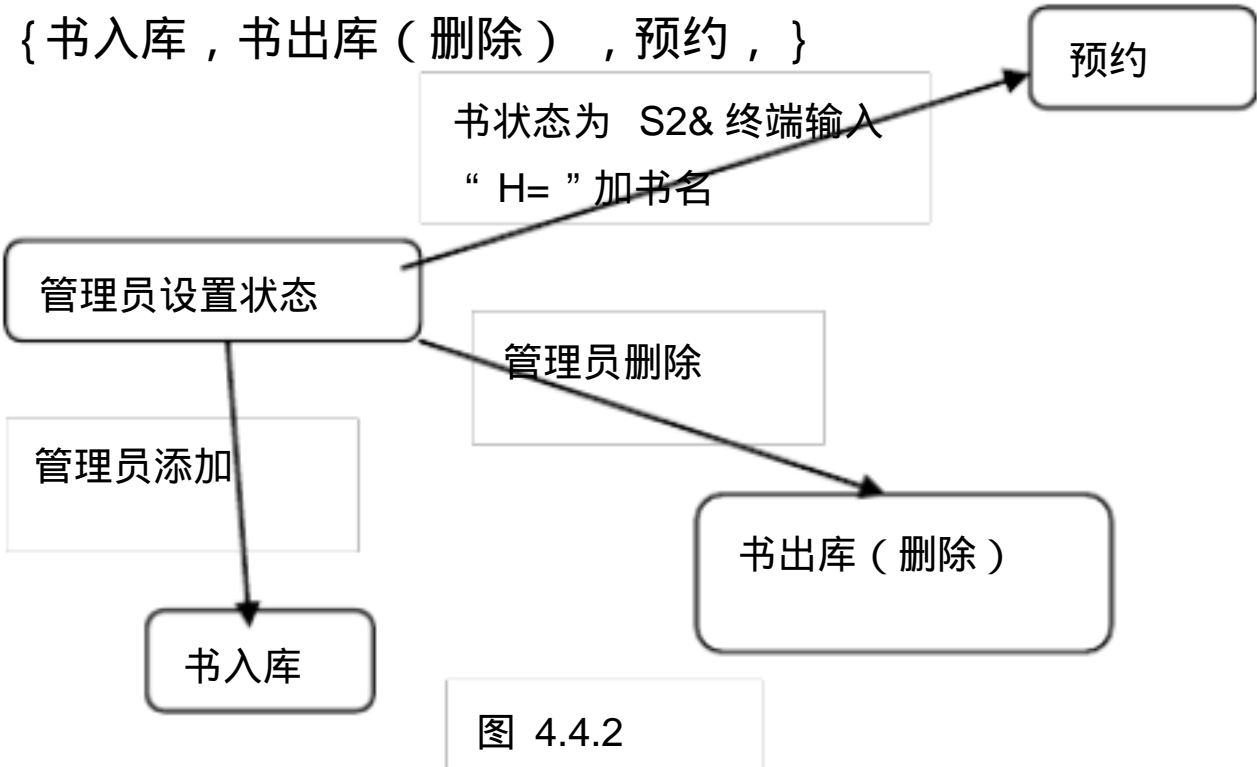 {书入库，书出库（删除），预约，}
预约
书状态为 S2& 终端输入
“ H= ”加书名
管理员设置状态
管理员删除
管理员添加
书出库（删除）
书入库
图 4.4.2